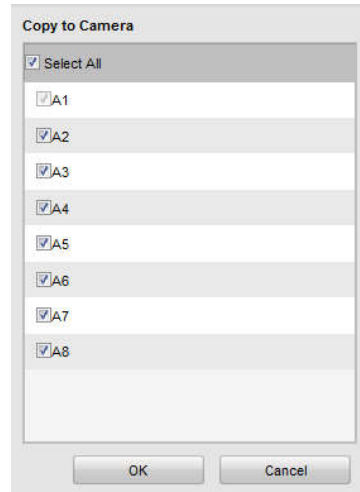 Copy to Camera
Select All
A1
A2
A3
A4
A5
A6
A7
A8
OK Cancel